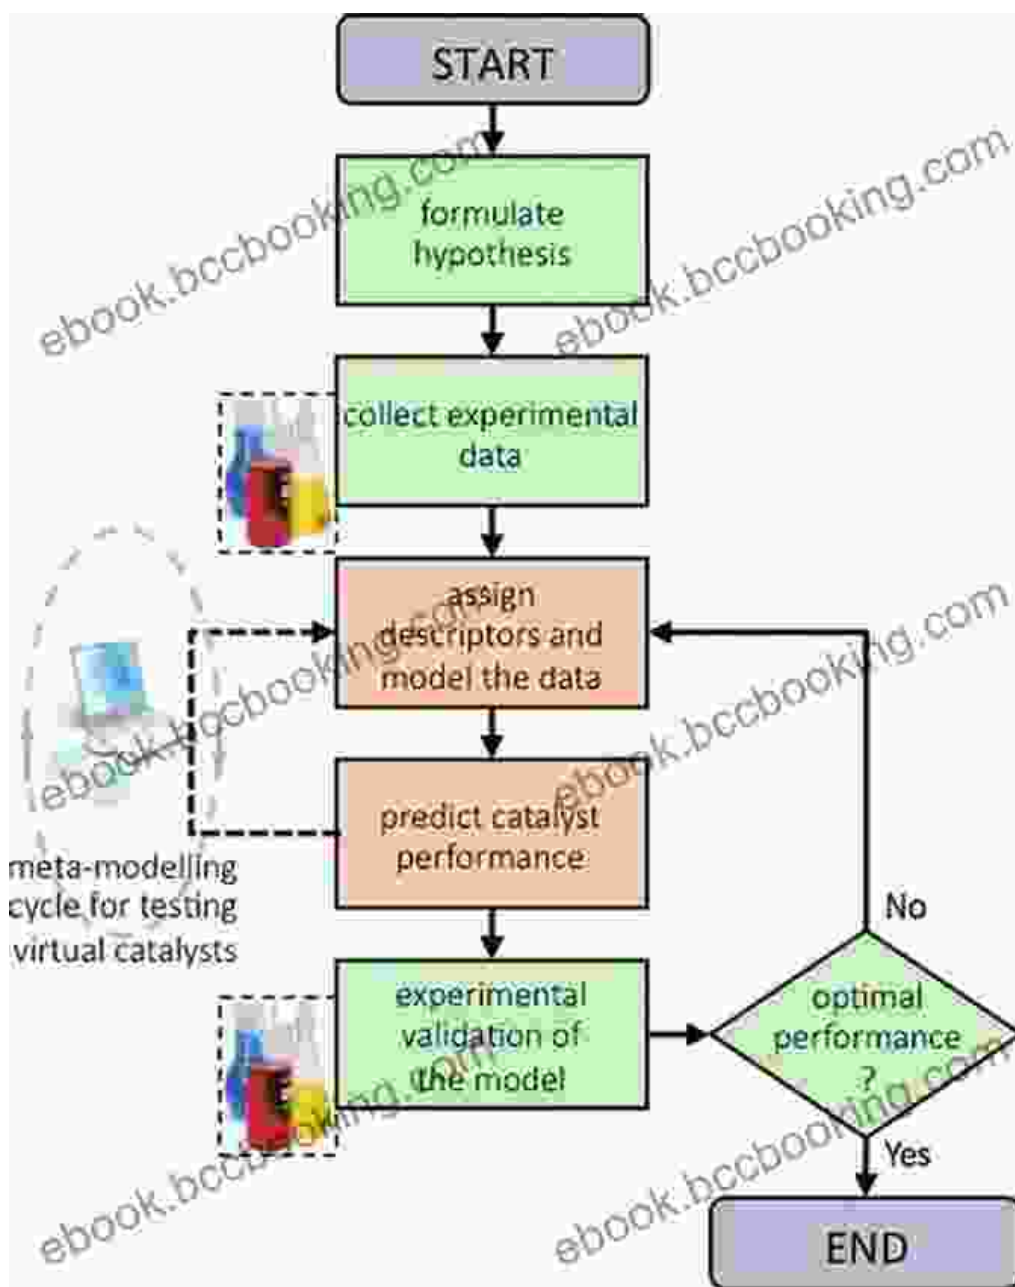 START
formulate
hypothesis
collect experimental
data
assign
descriptors and
model the data
predict catalyst
performance
meta-modelling
cycle for testing
virtual catalysts
experimental
validation of
the model
No
optimal
performance
?
Yes
END
ebook.bccbooking.com
ebook.bccbooking.com
ebook.bccbooking.com
ebook.bccbooking.com
ebook.bccbooking.com
ebook.bccbooking.com